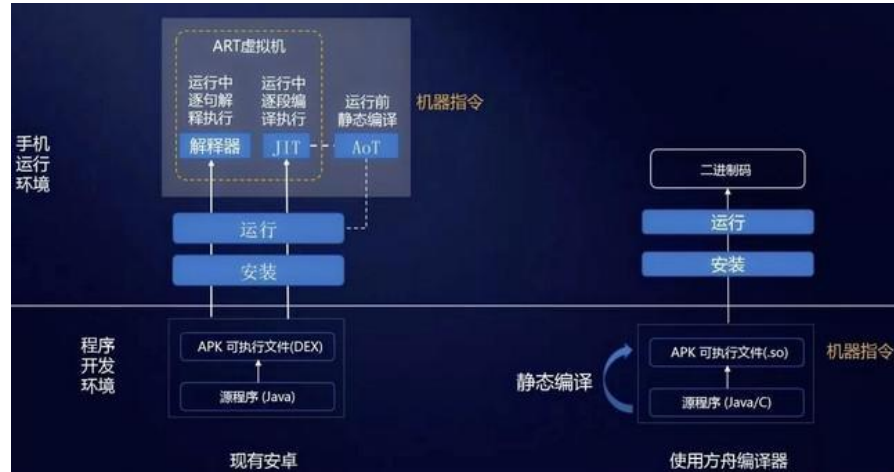 ART虚拟机
运行中
逐句解
释执行
运行中
逐段编
译执行
运行前
静态编译
机器指令
解释器
JIT
AoT
手机
运行
环境
运行
安装
二进制码
运行
安装
程序
开发
环境
APK 可执行文件(DEX)
源程序 (Java)
现有安卓
静态编译
APK 可执行文件(.so)
源程序 (Java/C)
机器指令
使用方舟编译器